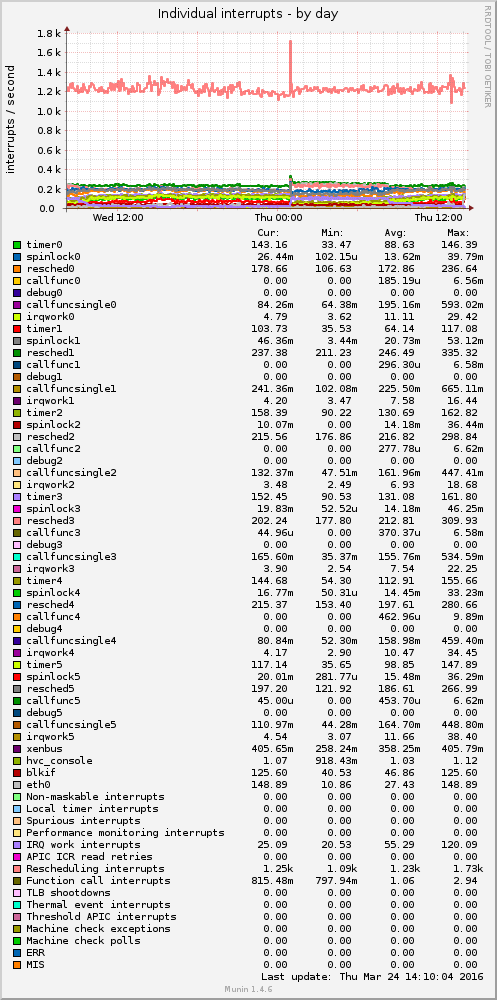 Individual interrupts - by day
RRDTOOL / TOBI OETIKER
interrupts / second
1.8 k
1.6 k
1.4 k
1.2 k
1.0 k
0.8 k
0.6 k
0.4 k
0.2 k
0.0
Wed 12:00 Thu 00:00 Thu 12:00
Cur: Min: Avg: Max:
timer0 143.16 33.47 88.63 146.39
spinlock0 26.44m 102.15u 13.62m 39.79m
resched0 178.66 106.63 172.86 236.64
callfunc0 0.00 0.00 185.19u 6.56m
debug0 0.00 0.00 0.00 0.00
callfuncsingle0 84.26m 64.38m 195.16m 593.02m
irqwork0 4.79 3.62 11.11 29.42
timer1 103.73 35.53 64.14 117.08
spinlock1 46.36m 3.44m 20.73m 53.12m
resched1 237.38 211.23 246.49 335.32
callfunc1 0.00 0.00 296.30u 6.58m
debug1 0.00 0.00 0.00 0.00
callfuncsingle1 241.36m 102.08m 225.50m 665.11m
irqwork1 4.20 3.47 7.58 16.44
timer2 158.39 90.22 130.69 162.82
spinlock2 10.07m 0.00 14.18m 36.44m
resched2 215.56 176.86 216.82 298.84
callfunc2 0.00 0.00 277.78u 6.62m
debug2 0.00 0.00 0.00 0.00
callfuncsingle2 132.37m 47.51m 161.96m 447.41m
irqwork2 3.48 2.49 6.93 18.68
timer3 152.45 90.53 131.08 161.80
spinlock3 19.83m 52.52u 14.18m 46.25m
resched3 202.24 177.80 212.81 309.93
callfunc3 44.96u 0.00 370.37u 6.58m
debug3 0.00 0.00 0.00 0.00
callfuncsingle3 165.60m 35.37m 155.76m 534.59m
irqwork3 3.90 2.54 7.54 22.25
timer4 144.68 54.30 112.91 155.66
spinlock4 16.77m 50.31u 14.45m 33.23m
resched4 215.37 153.40 197.61 280.66
callfunc4 0.00 0.00 462.96u 9.89m
debug4 0.00 0.00 0.00 0.00
callfuncsingle4 80.84m 52.30m 158.98m 459.40m
irqwork4 4.17 2.90 10.47 34.45
timer5 117.14 35.65 98.85 147.89
spinlock5 20.01m 281.77u 15.48m 36.29m
resched5 197.20 121.92 186.61 266.99
callfunc5 45.00u 0.00 453.70u 6.62m
debug5 0.00 0.00 0.00 0.00
callfuncsingle5 110.97m 44.28m 164.70m 448.80m
irqwork5 4.54 3.07 11.66 38.40
xenbus 405.65m 258.24m 358.25m 405.79m
hvc_console 1.07 918.43m 1.03 1.12
blkif 125.60 40.53 46.86 125.60
eth0 148.89 10.86 27.43 148.89
Non-maskable interrupts 0.00 0.00 0.00 0.00
Local timer interrupts 0.00 0.00 0.00 0.00
Spurious interrupts 0.00 0.00 0.00 0.00
Performance monitoring interrupts 0.00 0.00 0.00 0.00
IRQ work interrupts 25.09 20.53 55.29 120.09
APIC ICR read retries 0.00 0.00 0.00 0.00
Rescheduling interrupts 1.25k 1.09k 1.23k 1.73k
Function call interrupts 815.48m 797.94m 1.06 2.94
TLB shootdowns 0.00 0.00 0.00 0.00
Thermal event interrupts 0.00 0.00 0.00 0.00
Threshold APIC interrupts 0.00 0.00 0.00 0.00
Machine check exceptions 0.00 0.00 0.00 0.00
Machine check polls 0.00 0.00 0.00 0.00
ERR 0.00 0.00 0.00 0.00
MIS 0.00 0.00 0.00 0.00
Last update: Thu Mar 24 14:10:04 2016
Munin 1.4.6